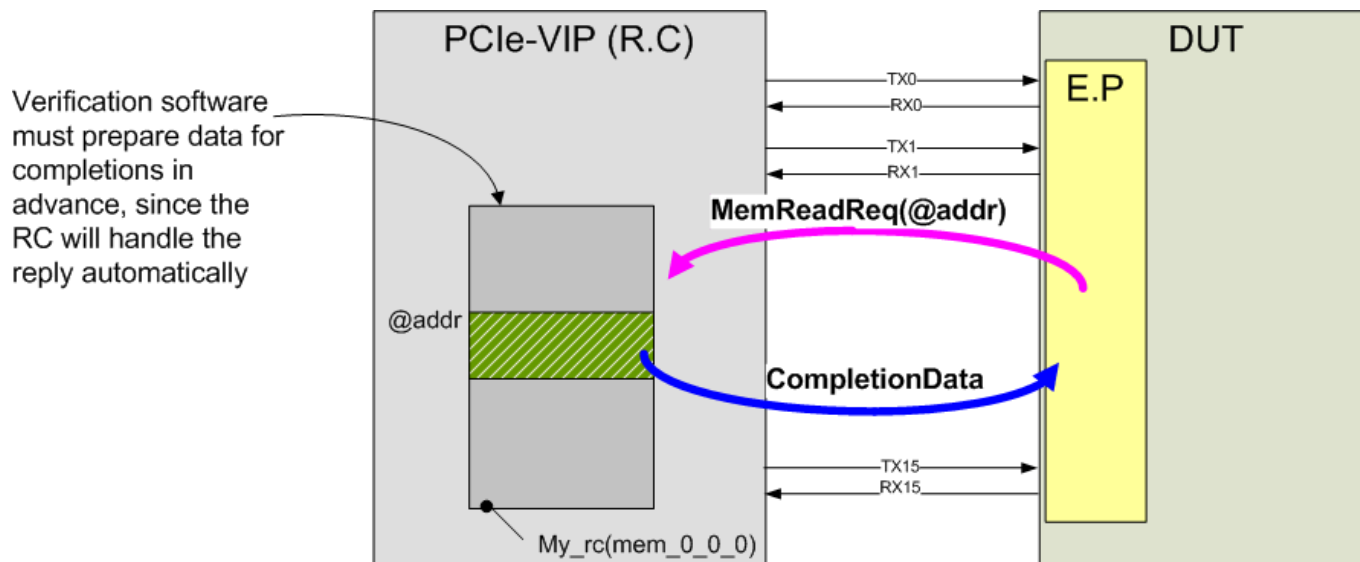 PCIe-VIP (R.C)
DUT
Verification software
must prepare data for
completions in
advance, since the
RC will handle the
reply automatically
TX0
RX0
TX1
RX1
E.P
MemReadReq(@addr)
@addr
CompletionData
TX15
RX15
My_rc(mem_0_0_0)